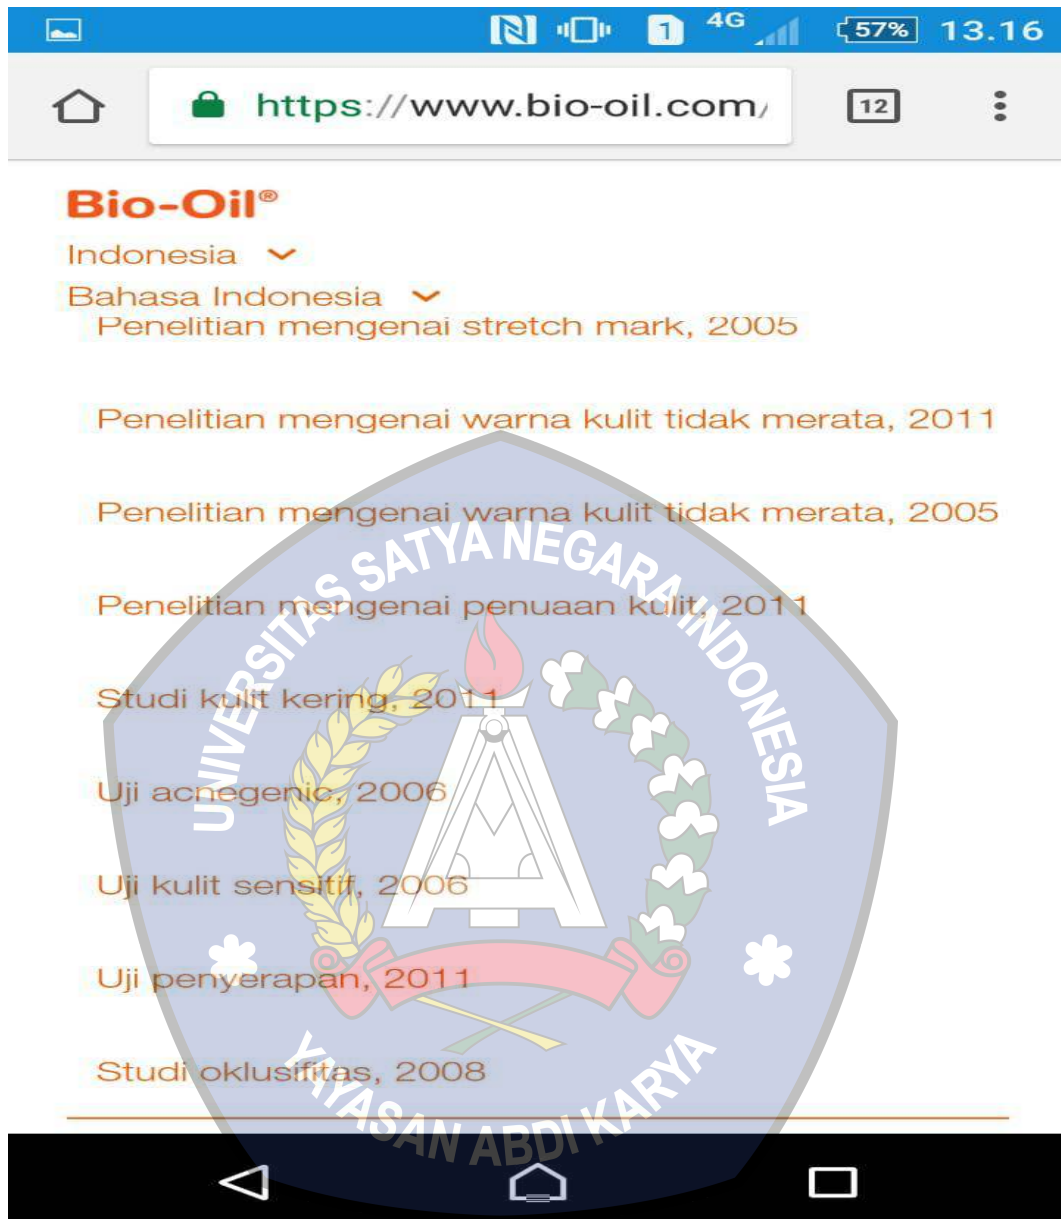 1 4G 57% 13.16
https://www.bio-oil.com/
12
Bio-Oil®
Indonesia
Bahasa Indonesia
Penelitian mengenai stretch mark, 2005
Penelitian mengenai warna kulit tidak merata, 2011
Penelitian mengenai warna kulit tidak merata, 2005
Penelitian mengenai penuaan kulit, 2011
Studi kulit kering, 2011
Uji acnegenic, 2006
Uji kulit sensitif, 2006
Uji penyerapan, 2011
Studi oklusifitas, 2008
UNIVERSITAS SATYA NEGARA INDONESIA
YAYASAN ABDI KARYA